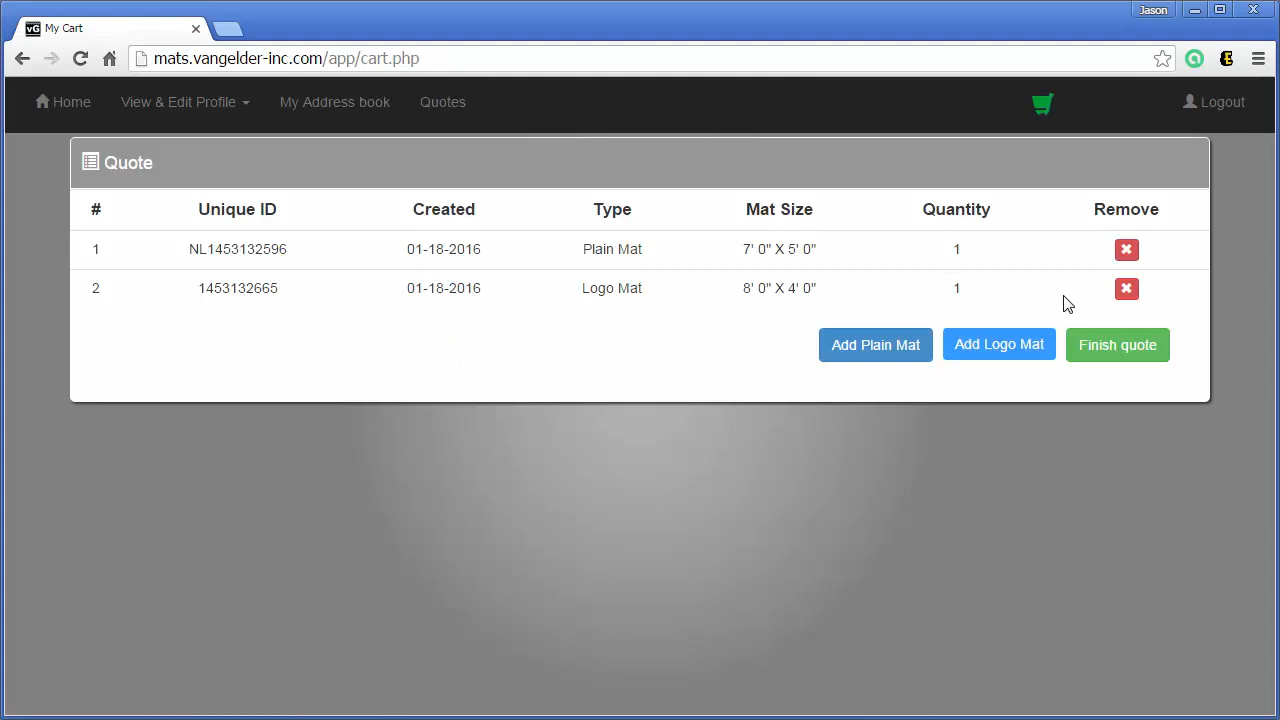 Jason
vG My Cart
mats.vangelder-inc.com/app/cart.php
Home View & Edit Profile My Address book Quotes Logout
Quote
# Unique ID Created Type Mat Size Quantity Remove
1 NL1453132596 01-18-2016 Plain Mat 7' 0" X 5' 0" 1
2 1453132665 01-18-2016 Logo Mat 8' 0" X 4' 0" 1
Add Plain Mat Add Logo Mat Finish quote